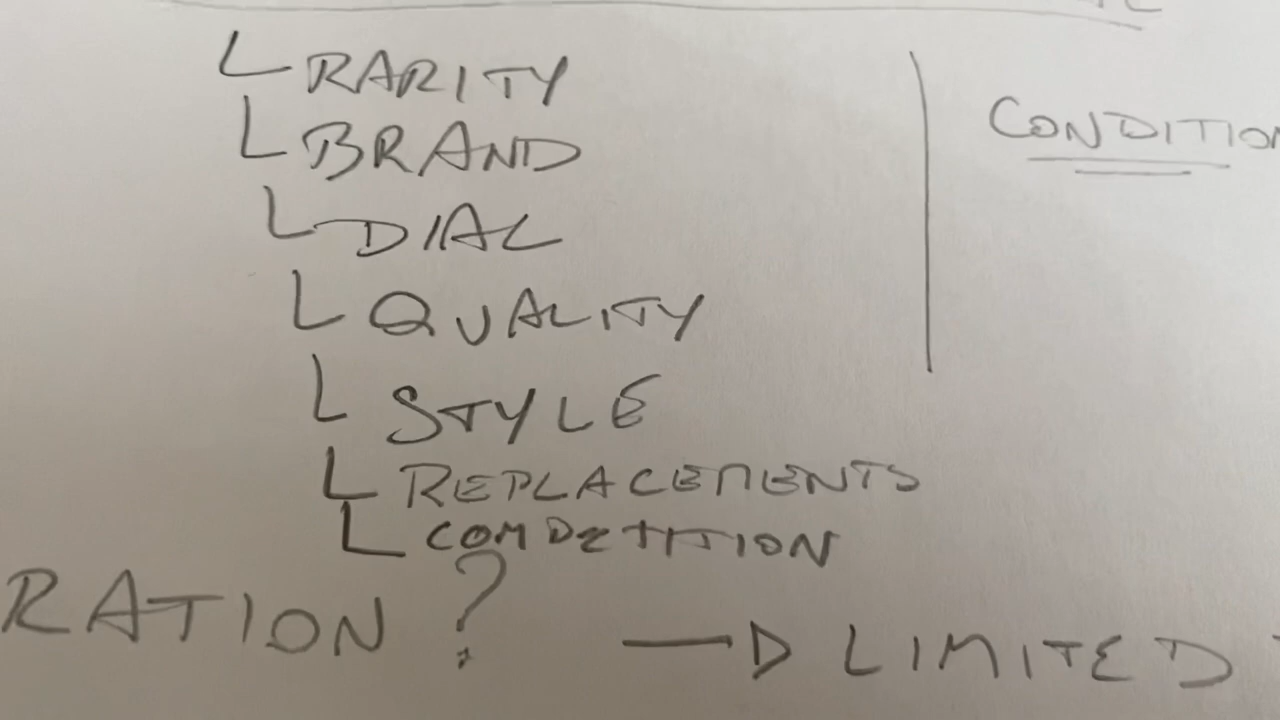 RARITY
BRAND
CONDITION
DIAL
QUALITY
STYLE
REPLACEMENTS
COMPETITION
RATION ?
LIMITED